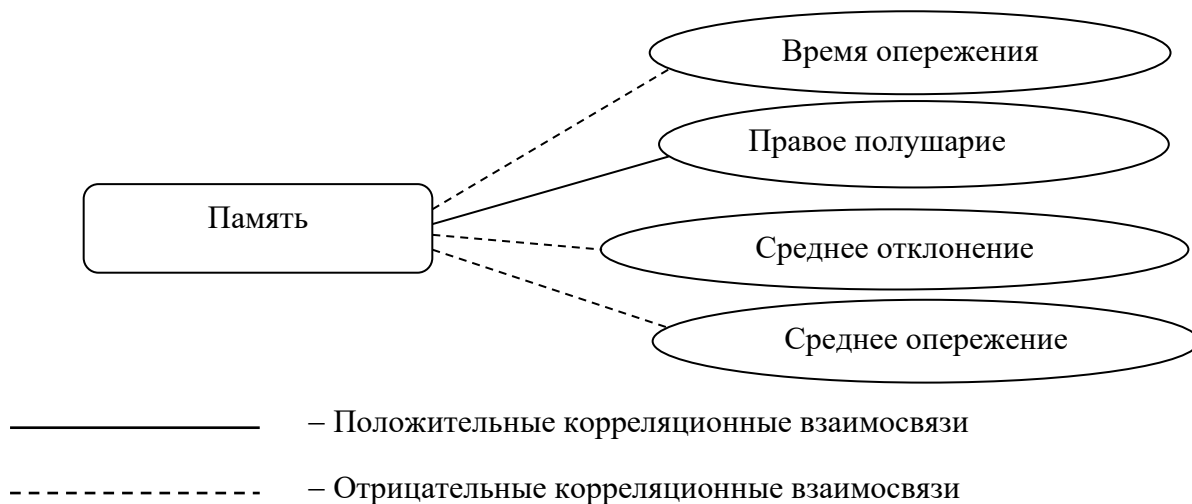 Время опережения
Правое полушарие
Память
Среднее отклонение
Среднее опережение
– Положительные корреляционные взаимосвязи
– Отрицательные корреляционные взаимосвязи